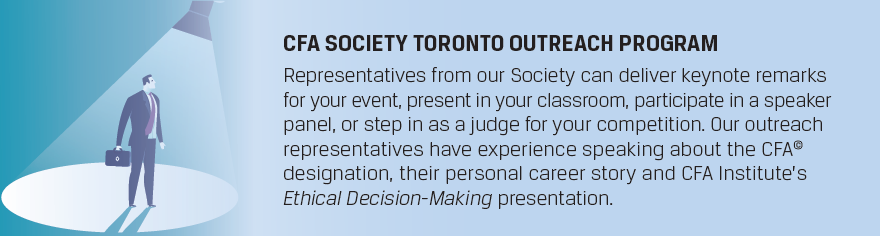 CFA SOCIETY TORONTO OUTREACH PROGRAM
Representatives from our Society can deliver keynote remarks
for your event, present in your classroom, participate in a speaker
panel, or step in as a judge for your competition. Our outreach
representatives have experience speaking about the CFA©
designation, their personal career story and CFA Institute's
Ethical Decision-Making presentation.